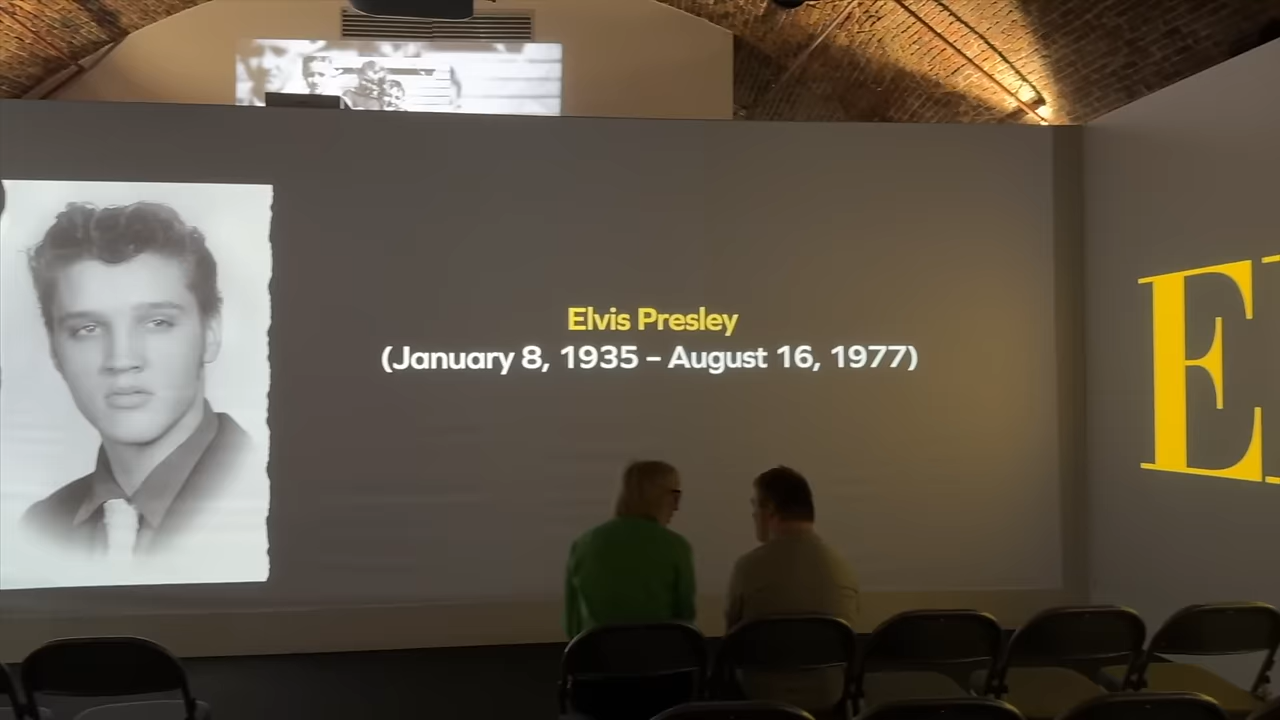 Elvis Presley
(January 8, 1935 – August 16, 1977)